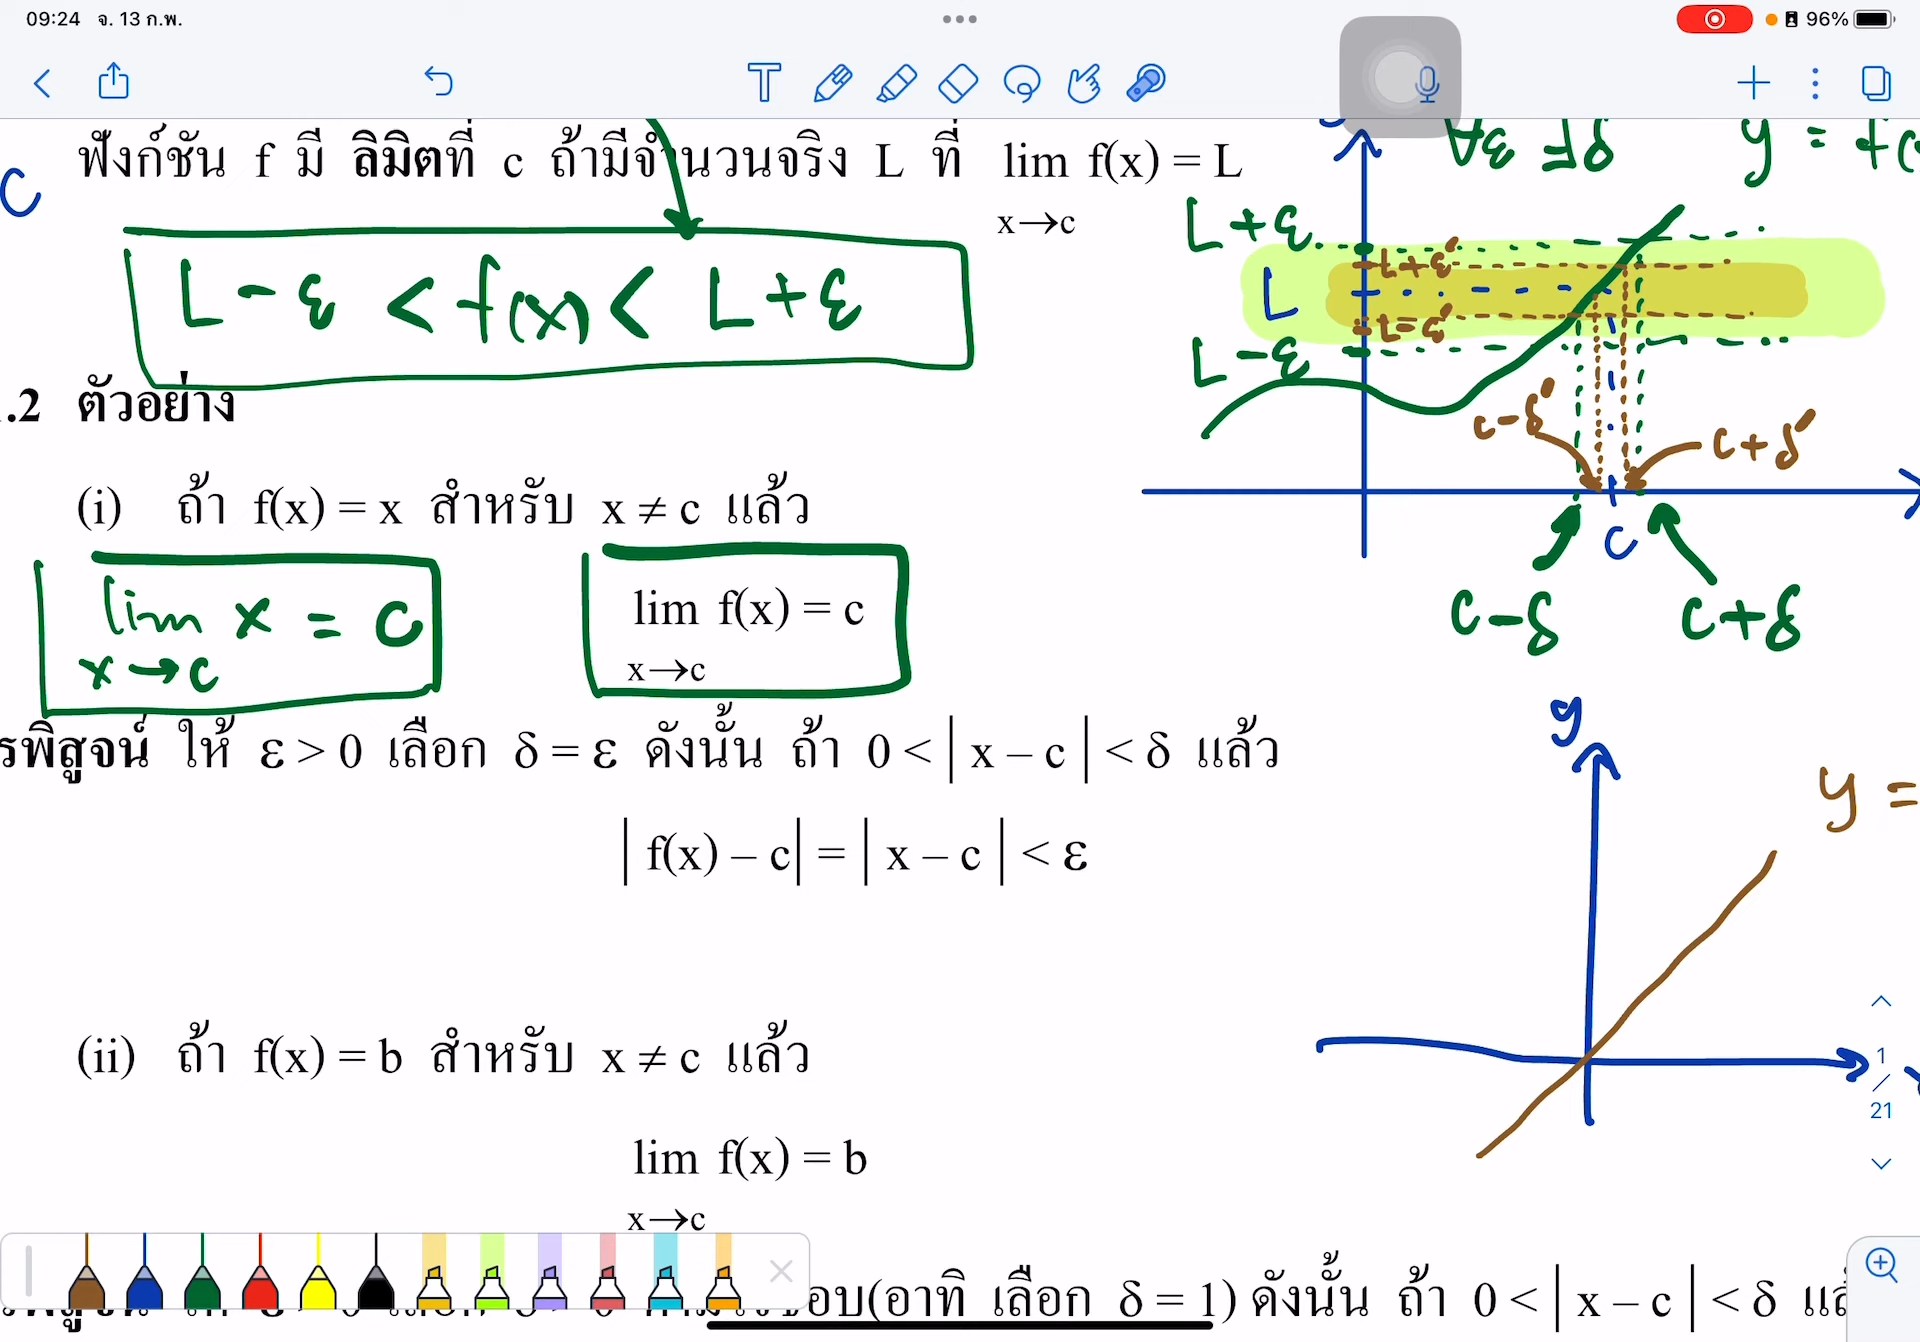 09:24 จ. 13 ก.พ.
96%
ฟังก์ชัน f มี ลิมิตที่ c ถ้ามีจำนวนจริง L ที่ lim f(x) = L
x→c
C
∀ε ∃δ
y = f(
L - ε < f(x) < L + ε
L + ε
L + ε'
L
L - ε'
L - ε
c - δ'
c + δ'
c
c - δ
c + δ
.2 ตัวอย่าง
(i) ถ้า f(x) = x สำหรับ x ≠ c แล้ว
lim x = c
x → c
lim f(x) = c
x→c
รพิสูจน์ ให้ ε > 0 เลือก δ = ε ดังนั้น ถ้า 0 < | x – c | < δ แล้ว
| f(x) – c| = | x – c | < ε
y
y =
(ii) ถ้า f(x) = b สำหรับ x ≠ c แล้ว
lim f(x) = b
x→c
1
/
21
อบ(อาทิ เลือก δ = 1) ดังนั้น ถ้า 0 < | x – c | < δ